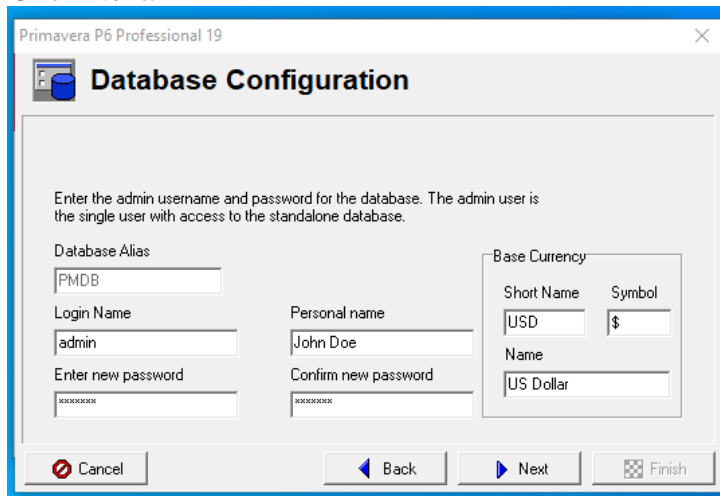 Primavera P6 Professional 19
Database Configuration
Enter the admin username and password for the database. The admin user is
the single user with access to the standalone database.
Database Alias
PMDB
Login Name
admin
Personal name
John Doe
Enter new password
xxxxxxx
Confirm new password
xxxxxxx
Base Currency
Short Name
USD
Symbol
$
Name
US Dollar
Cancel
Back
Next
Finish